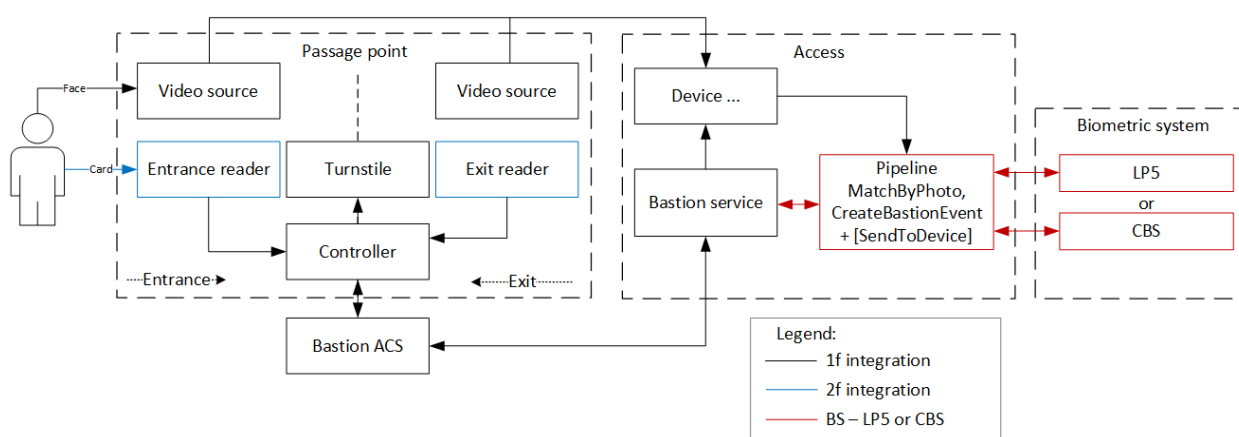 Passage point
Access
Face
Video source
Video source
Device ...
Biometric system
Card
Entrance reader
Turnstile
Exit reader
Bastion service
Pipeline
MatchByPhoto,
CreateBastionEvent
+ [SendToDevice]
LP5
or
CBS
Controller
Entrance
Exit
Bastion ACS
Legend:
1f integration
2f integration
BS – LP5 or CBS